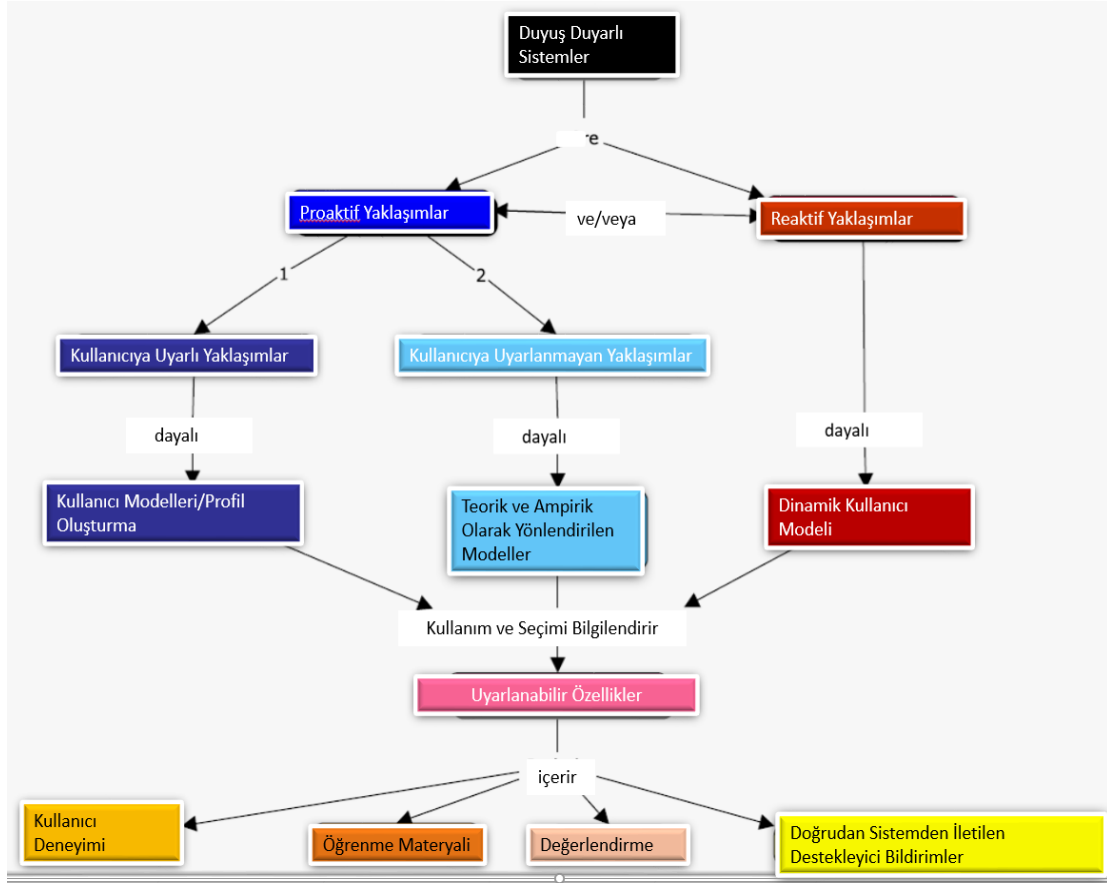 Duyuş Duyarlı
Sistemler
re
Proaktif Yaklaşımlar
ve/veya
Reaktif Yaklaşımlar
1
2
Kullanıcıya Uyarlı Yaklaşımlar
Kullanıcıya Uyarlanmayan Yaklaşımlar
dayalı
dayalı
dayalı
Kullanıcı Modelleri/Profil
Oluşturma
Teorik ve Ampirik
Olarak Yönlendirilen
Modeller
Dinamik Kullanıcı
Modeli
Kullanım ve Seçimi Bilgilendirir
Uyarlanabilir Özellikler
içerir
Kullanıcı
Deneyimi
Öğrenme Materyali
Değerlendirme
Doğrudan Sistemden İletilen
Destekleyici Bildirimler